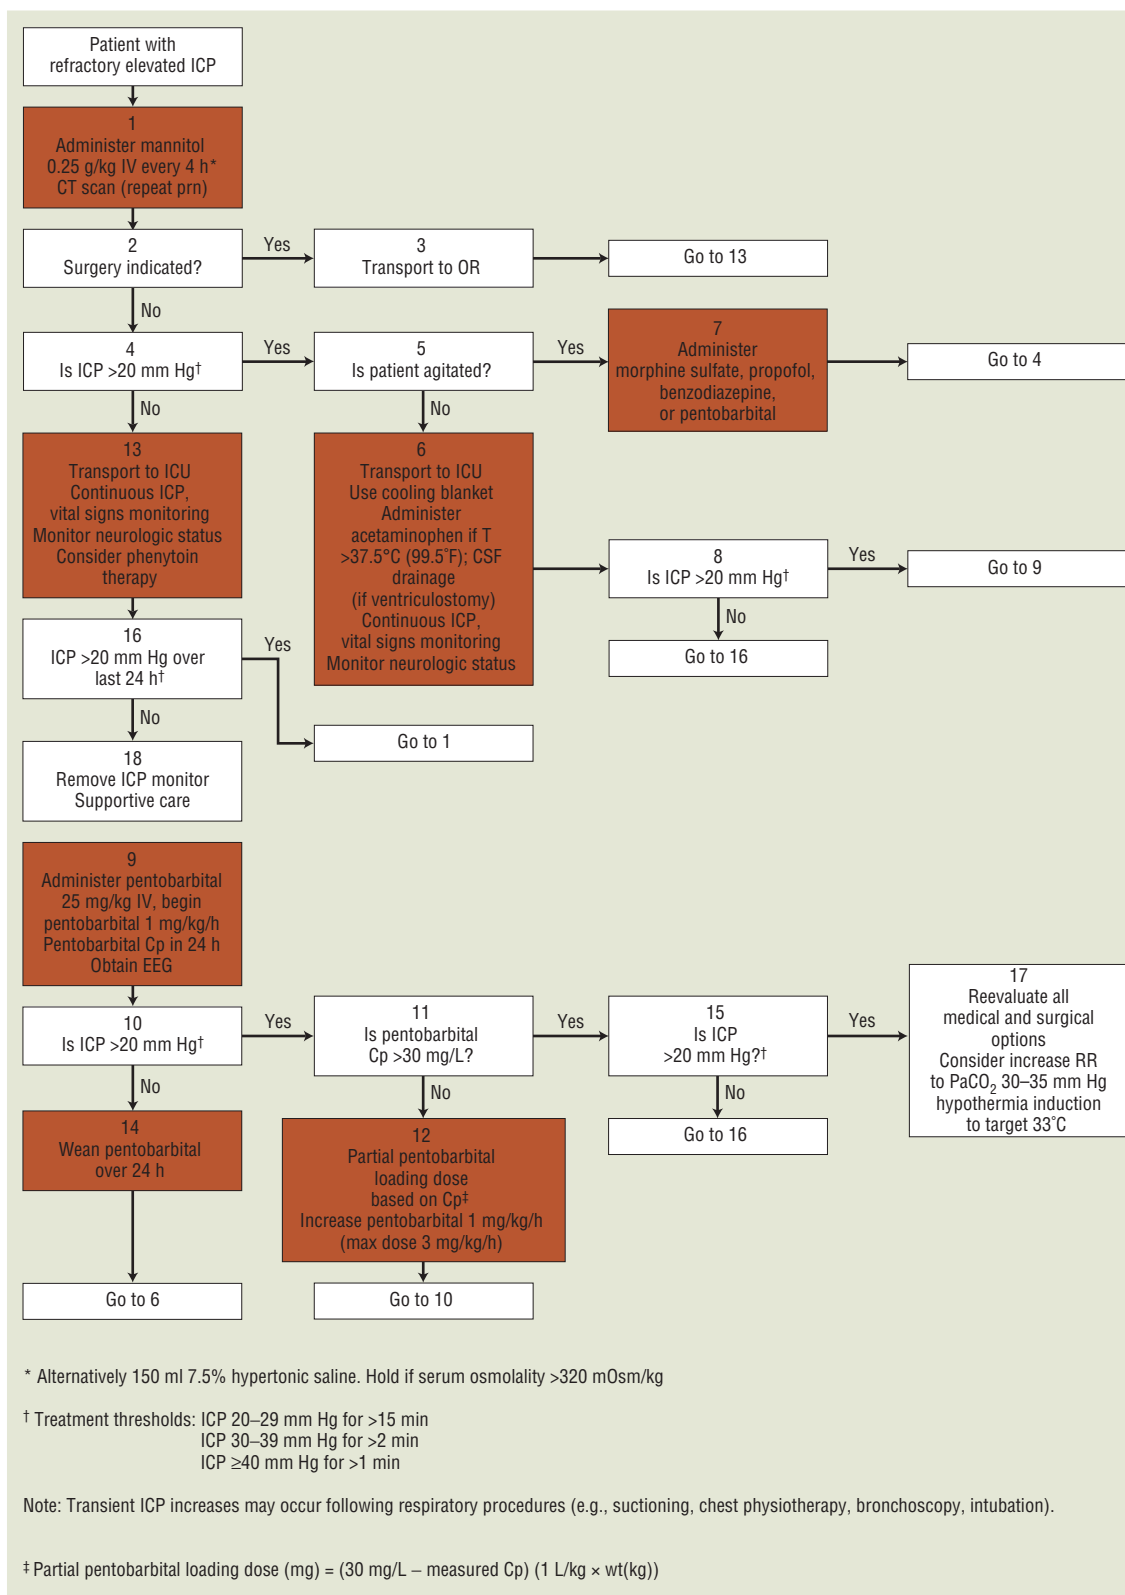 Patient with
refractory elevated ICP
1
Administer mannitol
0.25 g/kg IV every 4 h*
CT scan (repeat prn)
2
Surgery indicated?
Yes
3
Transport to OR
Go to 13
No
4
Is ICP >20 mm Hg†
Yes
5
Is patient agitated?
Yes
7
Administer
morphine sulfate, propofol,
benzodiazepine,
or pentobarbital
Go to 4
No
No
13
Transport to ICU
Continuous ICP,
vital signs monitoring
Monitor neurologic status
Consider phenytoin
therapy
6
Transport to ICU
Use cooling blanket
Administer
acetaminophen if T
>37.5°C (99.5˚F); CSF
drainage
(if ventriculostomy)
Continuous ICP,
vital signs monitoring
Monitor neurologic status
8
Is ICP >20 mm Hg†
Yes
Go to 9
No
Go to 16
16
ICP >20 mm Hg over
last 24 h†
Yes
Go to 1
No
18
Remove ICP monitor
Supportive care
9
Administer pentobarbital
25 mg/kg IV, begin
pentobarbital 1 mg/kg/h
Pentobarbital Cp in 24 h
Obtain EEG
10
Is ICP >20 mm Hg†
Yes
11
Is pentobarbital
Cp >30 mg/L?
Yes
15
Is ICP
>20 mm Hg?†
Yes
17
Reevaluate all
medical and surgical
options
Consider increase RR
to PaCO₂ 30–35 mm Hg
hypothermia induction
to target 33˚C
No
No
No
14
Wean pentobarbital
over 24 h
12
Partial pentobarbital
loading dose
based on Cp‡
Increase pentobarbital 1 mg/kg/h
(max dose 3 mg/kg/h)
Go to 16
Go to 6
Go to 10
* Alternatively 150 ml 7.5% hypertonic saline. Hold if serum osmolality >320 mOsm/kg
† Treatment thresholds: ICP 20–29 mm Hg for >15 min
ICP 30–39 mm Hg for >2 min
ICP ≥40 mm Hg for >1 min
Note: Transient ICP increases may occur following respiratory procedures (e.g., suctioning, chest physiotherapy, bronchoscopy, intubation).
‡ Partial pentobarbital loading dose (mg) = (30 mg/L – measured Cp) (1 L/kg × wt(kg))